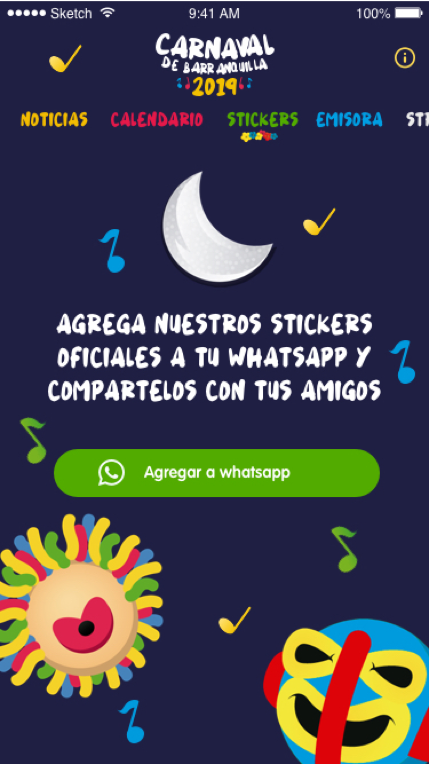 Sketch 9:41 AM 100%
CARNAVAL
DE BARRANQUILLA
2019
NOTICIAS CALENDARIO STICKERS EMISORA
AGREGA NUESTROS STICKERS
OFICIALES A TU WHATSAPP Y
COMPARTELOS CON TUS AMIGOS
Agregar a whatsapp